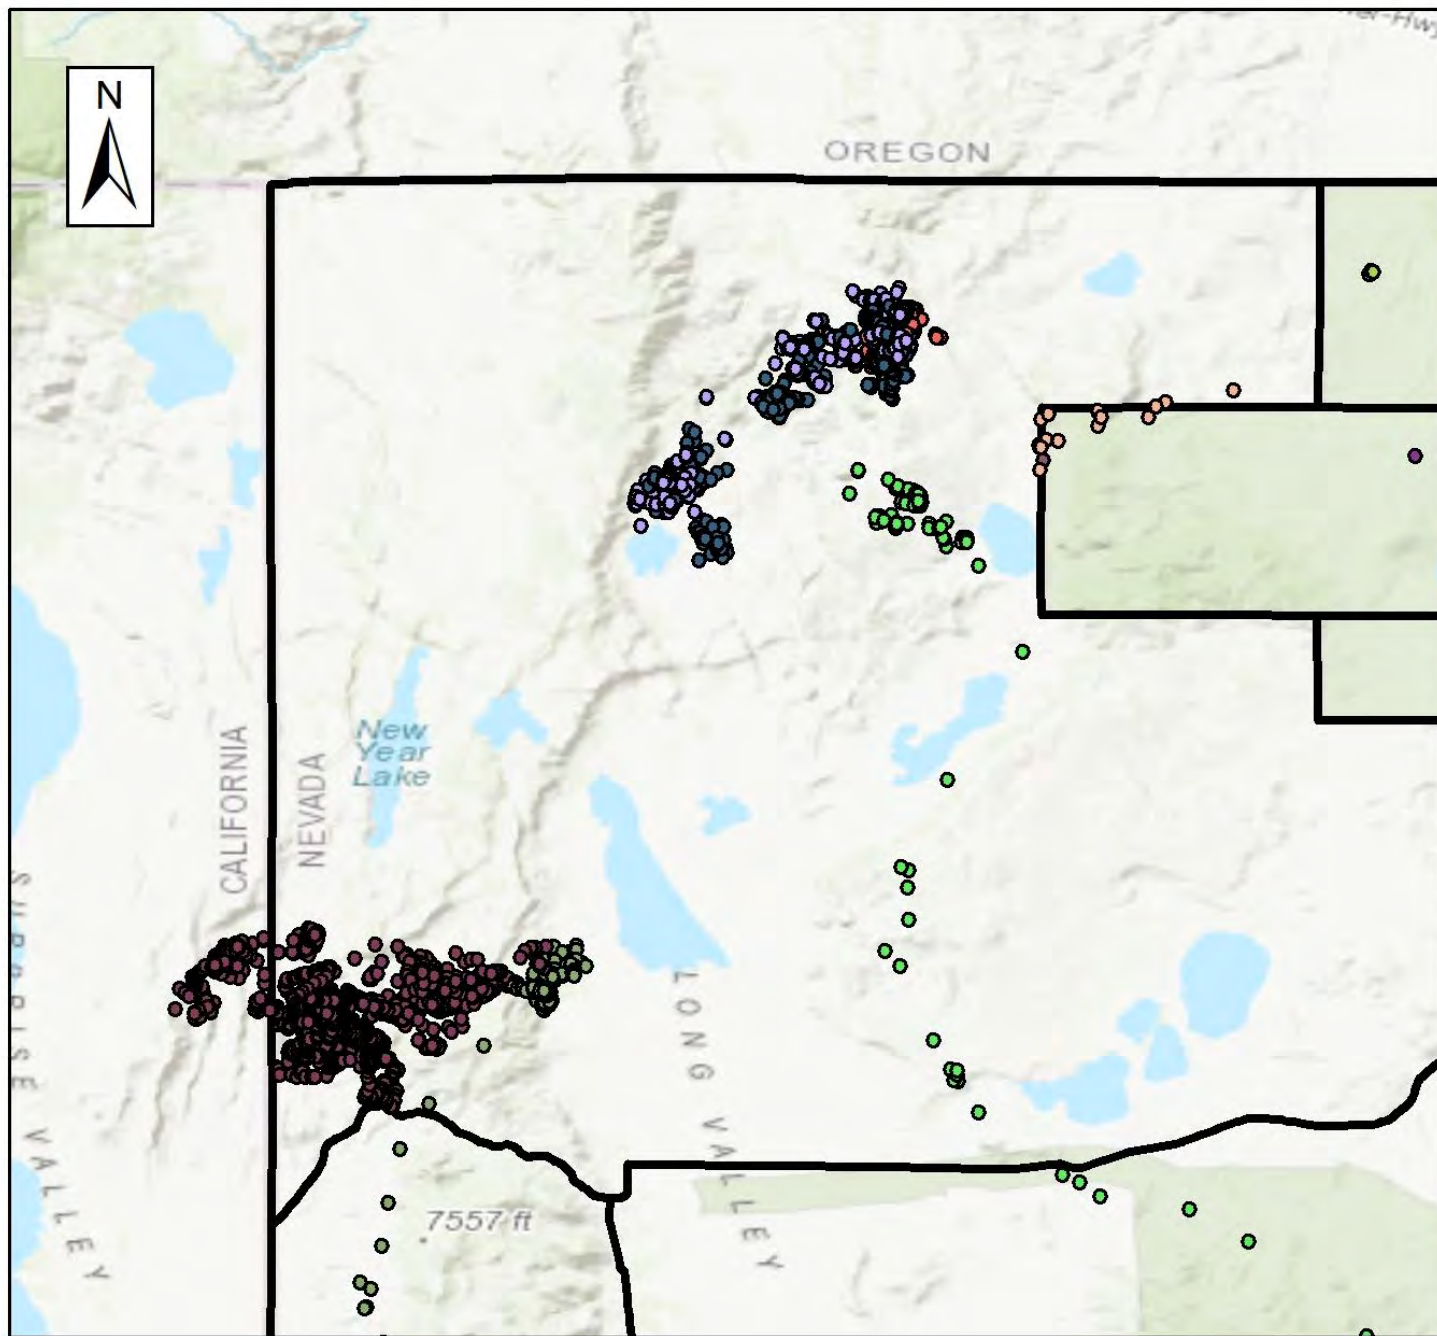 N
OREGON
CALIFORNIA
NEVADA
New
Year
Lake
SURPRISE VALLEY
LONG VALLEY
7557 ft